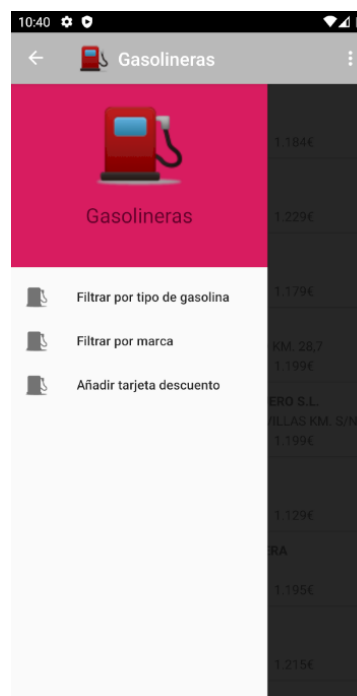 10:40
Gasolineras
Gasolineras
Filtrar por tipo de gasolina
Filtrar por marca
Añadir tarjeta descuento
1.184€
1.229€
1.179€
KM. 28,7
1.199€
ERO S.L.
ILLAS KM. S/N
1.199€
1.129€
RA
1.195€
1.215€